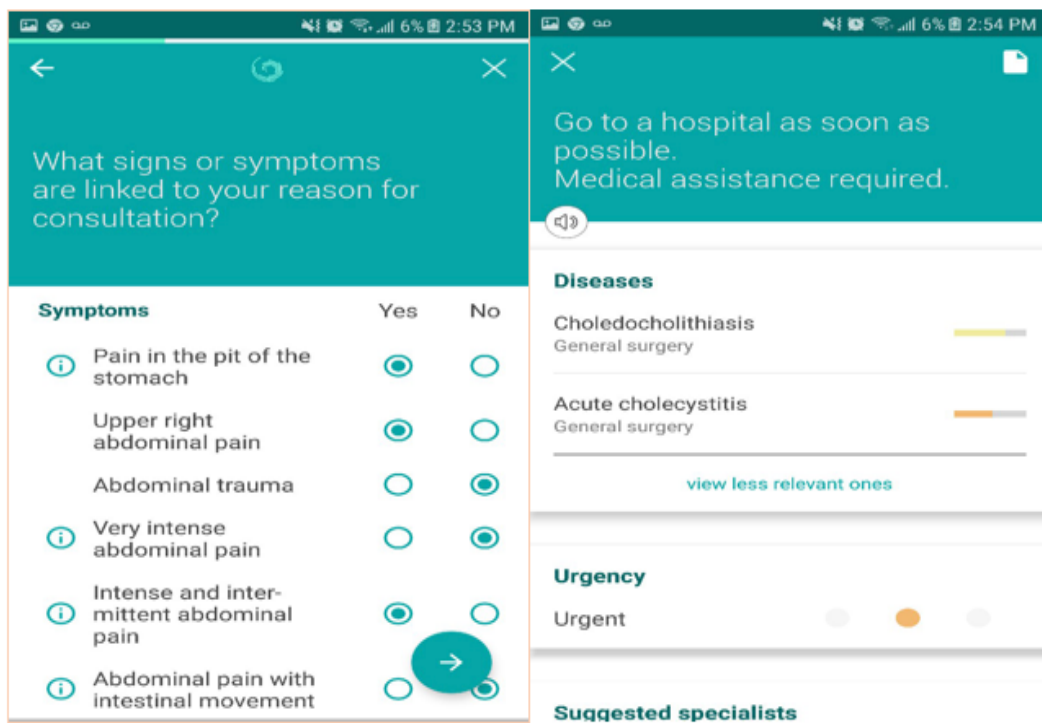 6% 2:53 PM
What signs or symptoms
are linked to your reason for
consultation?
Symptoms Yes No
Pain in the pit of the
stomach
Upper right
abdominal pain
Abdominal trauma
Very intense
abdominal pain
Intense and inter-
mittent abdominal
pain
Abdominal pain with
intestinal movement
6% 2:54 PM
Go to a hospital as soon as
possible.
Medical assistance required.
Diseases
Choledocholithiasis
General surgery
Acute cholecystitis
General surgery
view less relevant ones
Urgency
Urgent
Suggested specialists